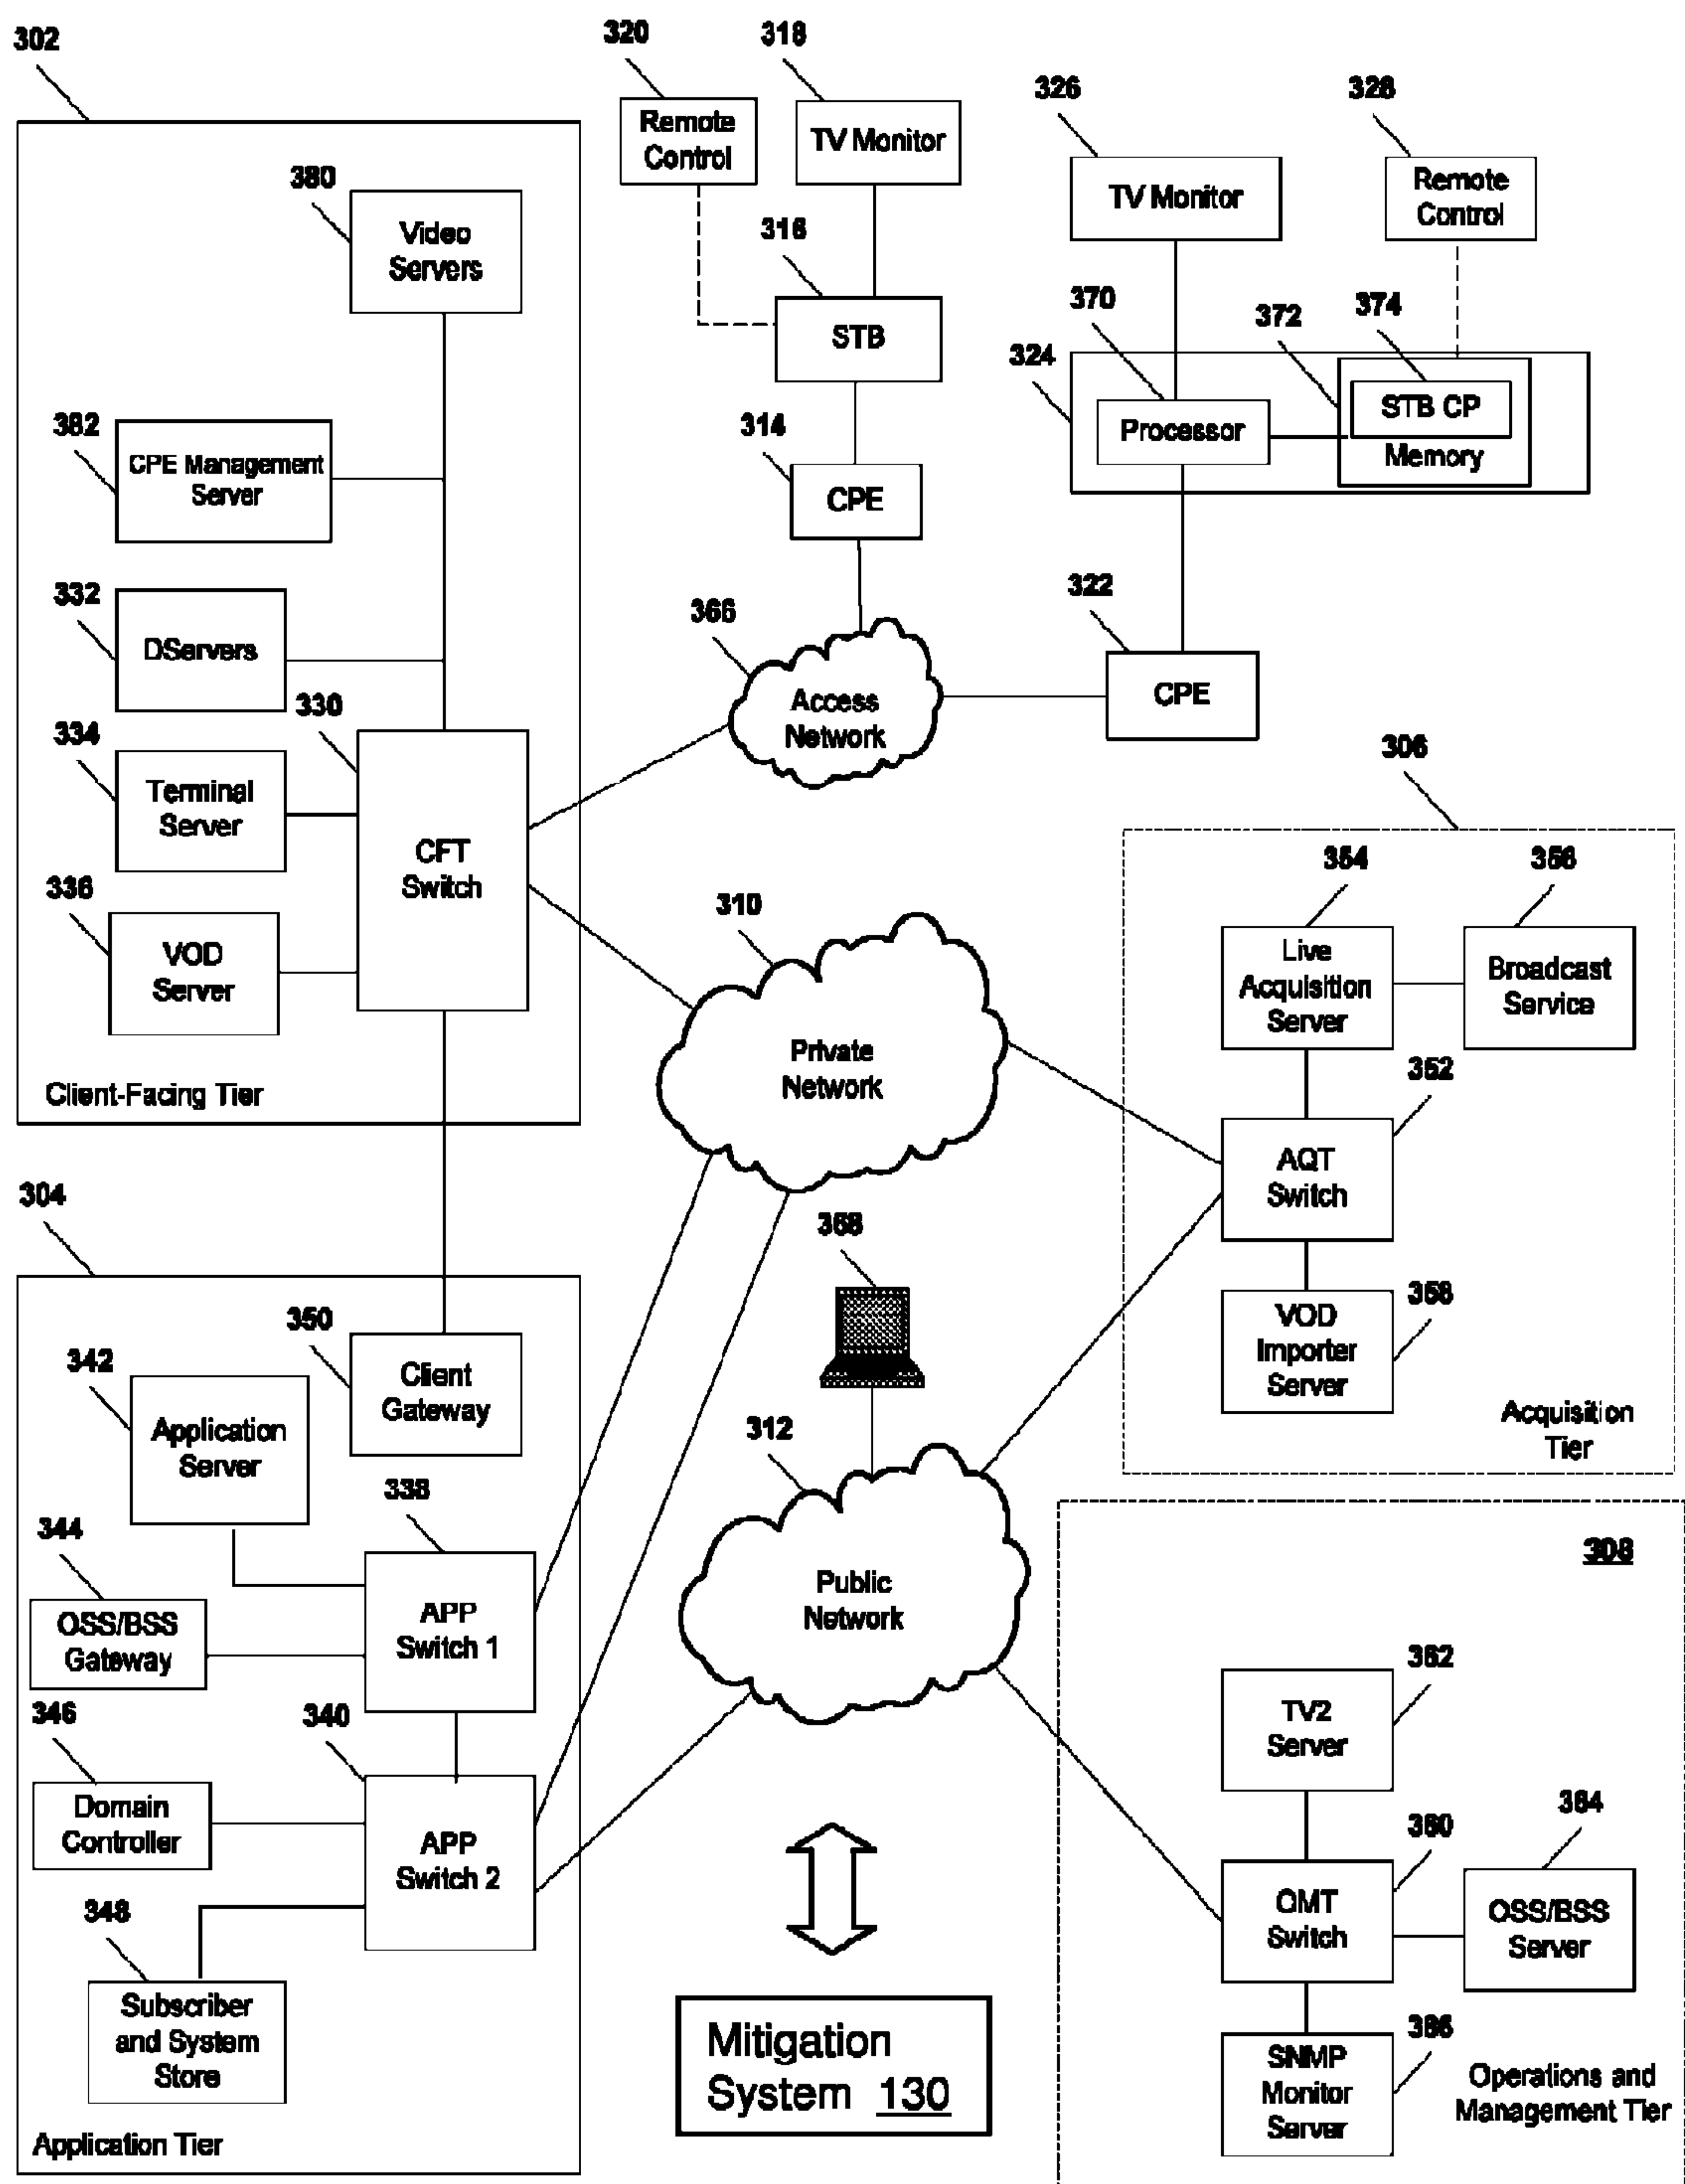 302
320
318
326
328
Remote
Control
TV Monitor
TV Monitor
Remote
Control
380
Video
Servers
316
STB
370
372
374
324
STB CP
Processor
Memory
382
CPE Management
Server
314
CPE
332
DServers
366
322
Access
Network
CPE
330
334
Terminal
Server
CFT
Switch
336
VOD
Server
Client-Facing Tier
306
354
356
Live
Acquisition
Server
Broadcast
Service
310
Private
Network
352
AQT
Switch
358
VOD
Importer
Server
Acquisition
Tier
304
368
350
Client
Gateway
342
Application
Server
312
Public
Network
338
344
OSS/BSS
Gateway
APP
Switch 1
346
340
Domain
Controller
APP
Switch 2
348
Subscriber
and System
Store
Application Tier
Mitigation
System 130
308
362
TV2
Server
360
364
OMT
Switch
OSS/BSS
Server
366
SNMP
Monitor
Server
Operations and
Management Tier